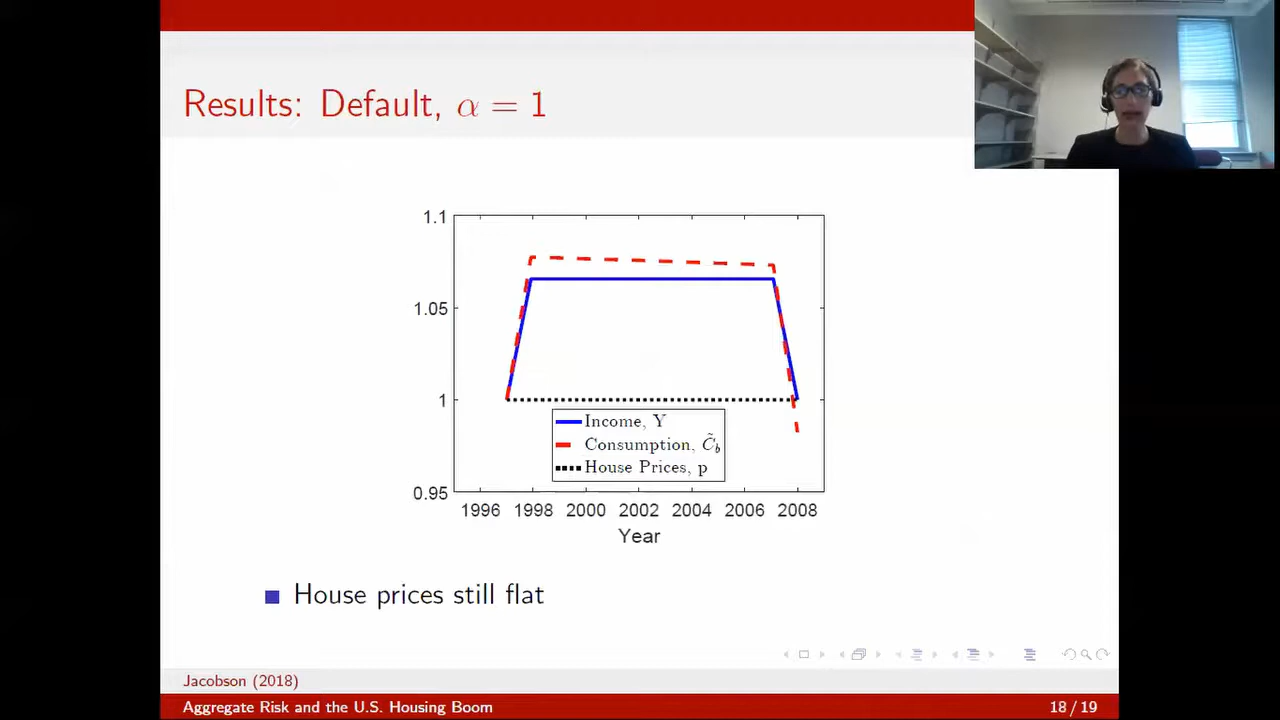 Results: Default, α = 1
1.1
1.05
1
0.95
Income, Y
Consumption, C̃_b
House Prices, p
1996 1998 2000 2002 2004 2006 2008
Year
House prices still flat
Jacobson (2018)
Aggregate Risk and the U.S. Housing Boom 18 / 19